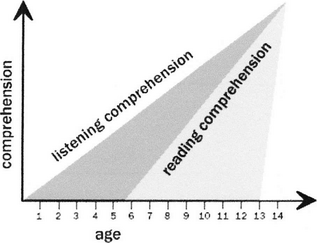 comprehension
listening comprehension
reading comprehension
1 2 3 4 5 6 7 8 9 10 11 12 13 14
age